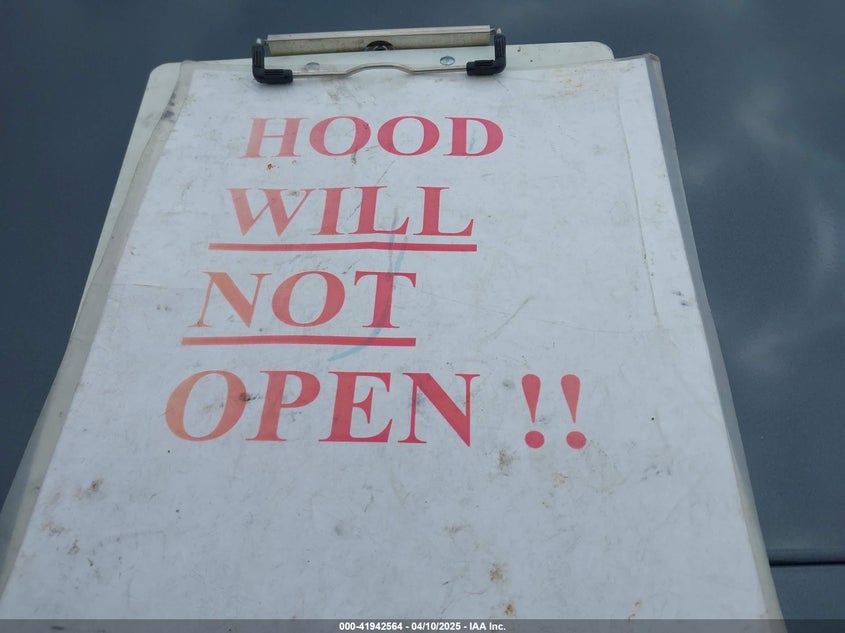 HOOD
WILL
NOT
OPEN !!
000-41942564 - 04/10/2025 - IAA Inc.